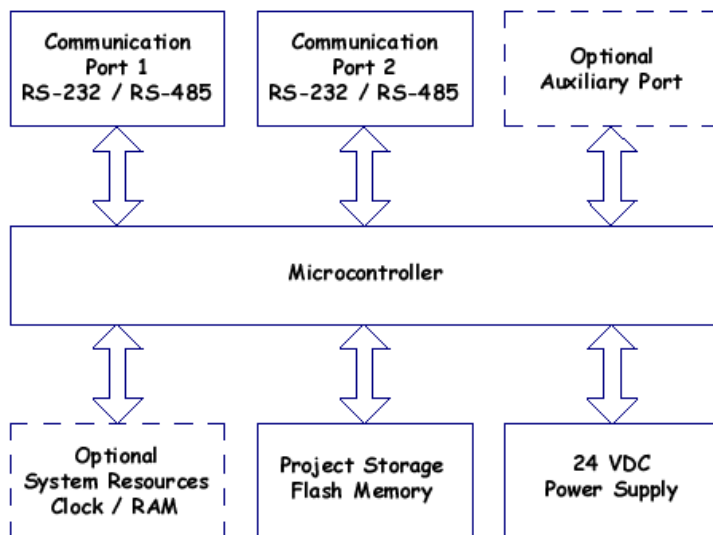 Communication
Port 1
RS-232 / RS-485
Communication
Port 2
RS-232 / RS-485
Optional
Auxiliary Port
Microcontroller
Optional
System Resources
Clock / RAM
Project Storage
Flash Memory
24 VDC
Power Supply